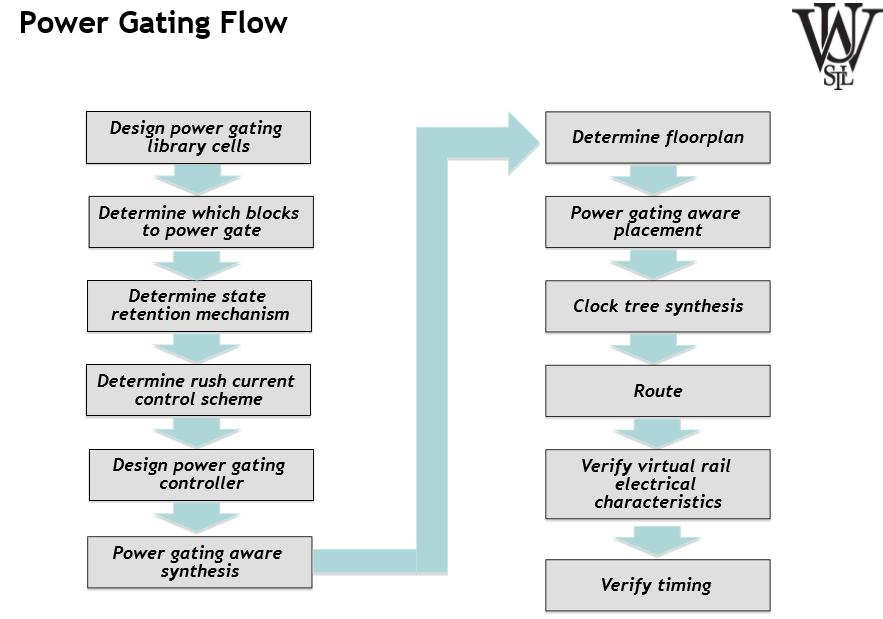 Power Gating Flow
WUSTL
Design power gating
library cells
Determine which blocks
to power gate
Determine state
retention mechanism
Determine rush current
control scheme
Design power gating
controller
Power gating aware
synthesis
Determine floorplan
Power gating aware
placement
Clock tree synthesis
Route
Verify virtual rail
electrical
characteristics
Verify timing